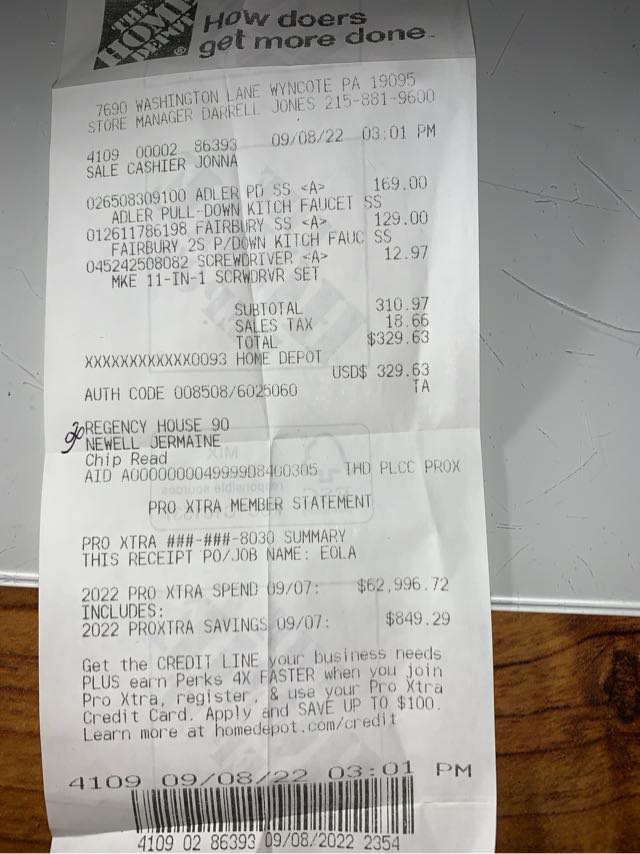 THE HOME DEPOT
How doers
get more done.
7690 WASHINGTON LANE WYNCOTE PA 19095
STORE MANAGER DARRELL JONES 215-881-9600
4109 00002 86393 09/08/22 03:01 PM
SALE CASHIER JONNA
026508309100 ADLER PD SS <A> 169.00
ADLER PULL-DOWN KITCH FAUCET SS
012611786198 FAIRBURY SS <A> 129.00
FAIRBURY 2S P/DOWN KITCH FAUC SS
045242508082 SCREWDRIVER <A> 12.97
MKE 11-IN-1 SCRWDRVR SET
SUBTOTAL 310.97
SALES TAX 18.66
TOTAL $329.63
XXXXXXXXXXXX0093 HOME DEPOT
USD$ 329.63
AUTH CODE 008508/6025060 TA
REGENCY HOUSE 90
NEWELL JERMAINE
Chip Read
AID A0000000049999D8400305 THD PLCC PROX
PRO XTRA MEMBER STATEMENT
PRO XTRA ###-###-8030 SUMMARY
THIS RECEIPT PO/JOB NAME: EOLA
2022 PRO XTRA SPEND 09/07: $62,996.72
INCLUDES:
2022 PROXTRA SAVINGS 09/07: $849.29
Get the CREDIT LINE your business needs
PLUS earn Perks 4X FASTER when you join
Pro Xtra, register, & use your Pro Xtra
Credit Card. Apply and SAVE UP TO $100.
Learn more at homedepot.com/credit
4109 09/08/22 03:01 PM
4109 02 86393 09/08/2022 2354